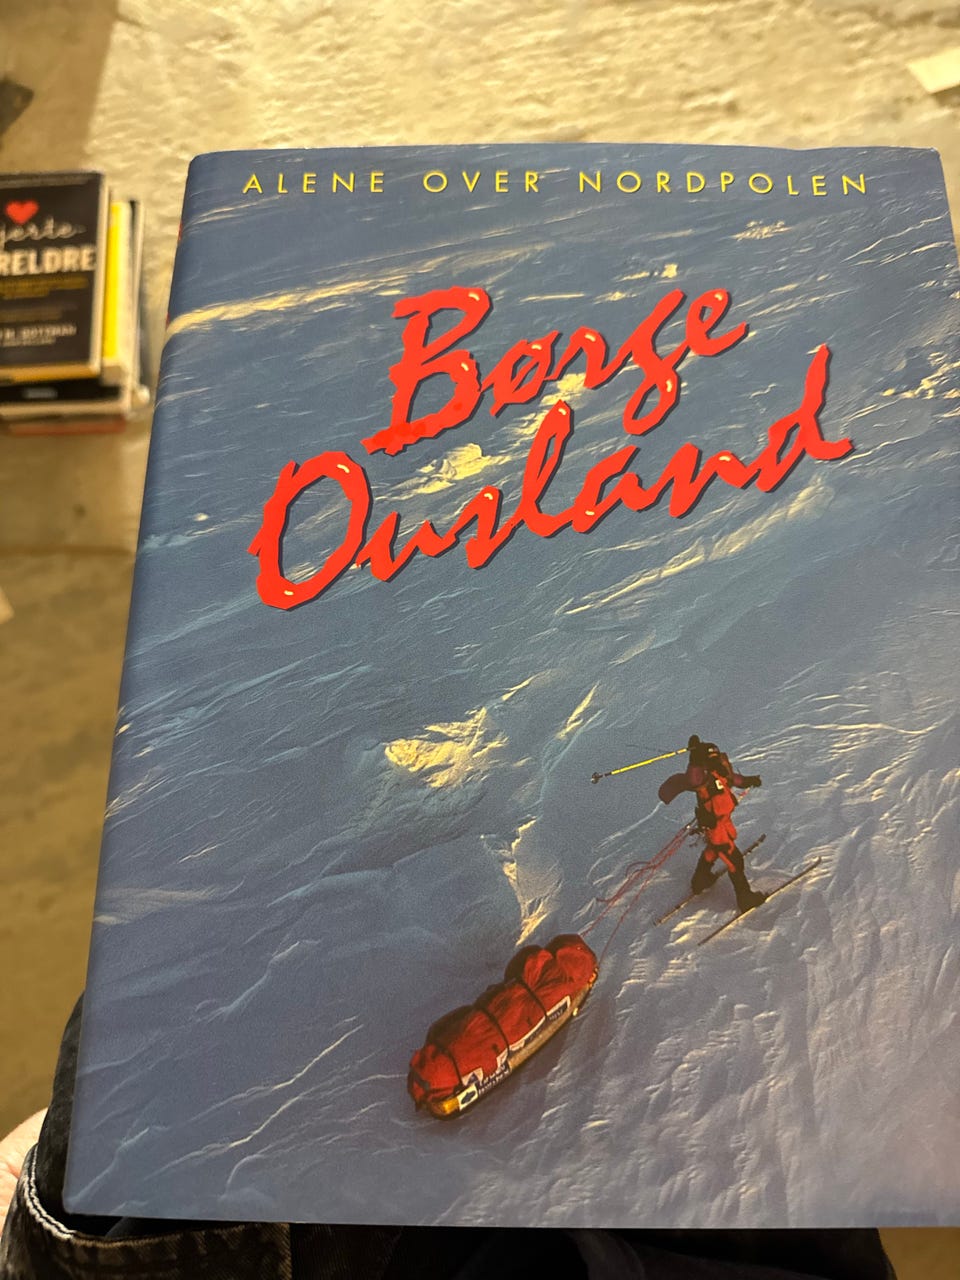 ALENE OVER NORDPOLEN
Børge
Ousland
RELDRE